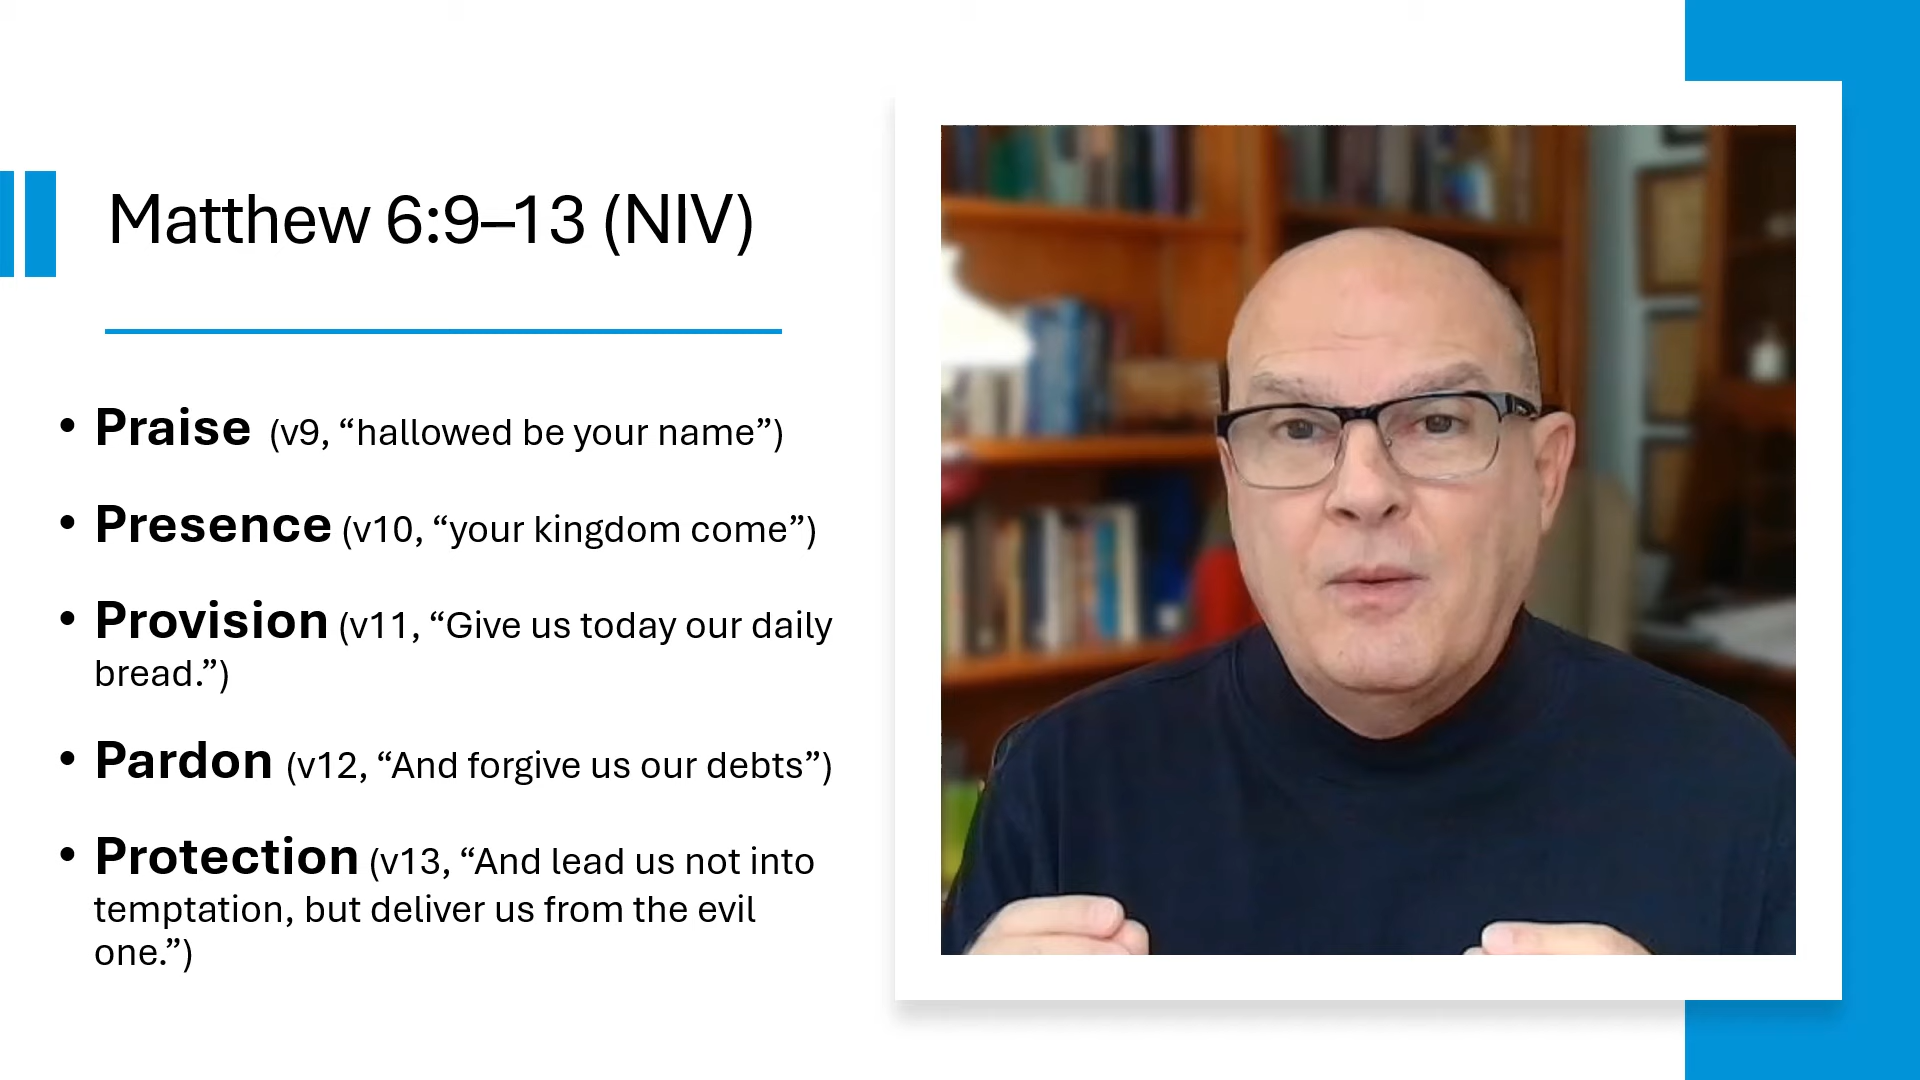 Matthew 6:9–13 (NIV)
• Praise (v9, “hallowed be your name”)
• Presence (v10, “your kingdom come”)
• Provision (v11, “Give us today our daily
bread.”)
• Pardon (v12, “And forgive us our debts”)
• Protection (v13, “And lead us not into
temptation, but deliver us from the evil
one.”)